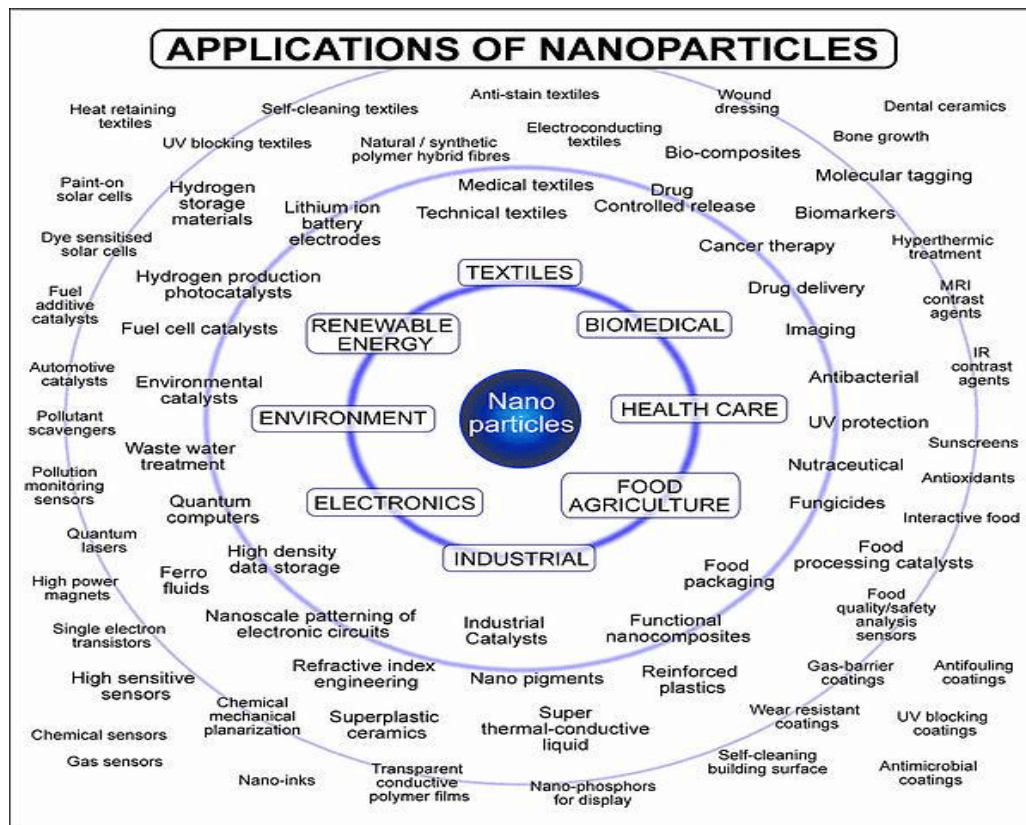 APPLICATIONS OF NANOPARTICLES
Anti-stain textiles
Wound
dressing
Dental ceramics
Heat retaining
textiles
Self-cleaning textiles
Electroconducting
textiles
Bone growth
UV blocking textiles
Natural / synthetic
polymer hybrid fibres
Bio-composites
Molecular tagging
Paint-on
solar cells
Hydrogen
storage
materials
Lithium ion
battery
electrodes
Medical textiles
Technical textiles
Drug
Controlled release
Biomarkers
Dye sensitised
solar cells
Cancer therapy
Hyperthermic
treatment
Hydrogen production
photocatalysts
TEXTILES
Drug delivery
MRI
contrast
agents
Fuel
additive
catalysts
Fuel cell catalysts
RENEWABLE
ENERGY
BIOMEDICAL
Imaging
IR
contrast
agents
Automotive
catalysts
Environmental
catalysts
Antibacterial
Pollutant
scavengers
ENVIRONMENT
Nano
particles
HEALTH CARE
UV protection
Sunscreens
Waste water
treatment
Nutraceutical
Antioxidants
Pollution
monitoring
sensors
Quantum
computers
ELECTRONICS
FOOD
AGRICULTURE
Fungicides
Interactive food
Quantum
lasers
High density
data storage
INDUSTRIAL
Food
processing catalysts
High power
magnets
Ferro
fluids
Food
packaging
Food
quality/safety
analysis
sensors
Single electron
transistors
Nanoscale patterning of
electronic circuits
Industrial
Catalysts
Functional
nanocomposites
High sensitive
sensors
Refractive index
engineering
Nano pigments
Reinforced
plastics
Gas-barrier
coatings
Antifouling
coatings
Chemical sensors
Chemical
mechanical
planarization
Superplastic
ceramics
Super
thermal-conductive
liquid
Wear resistant
coatings
UV blocking
coatings
Gas sensors
Nano-inks
Transparent
conductive
polymer films
Nano-phosphors
for display
Self-cleaning
building surface
Antimicrobial
coatings